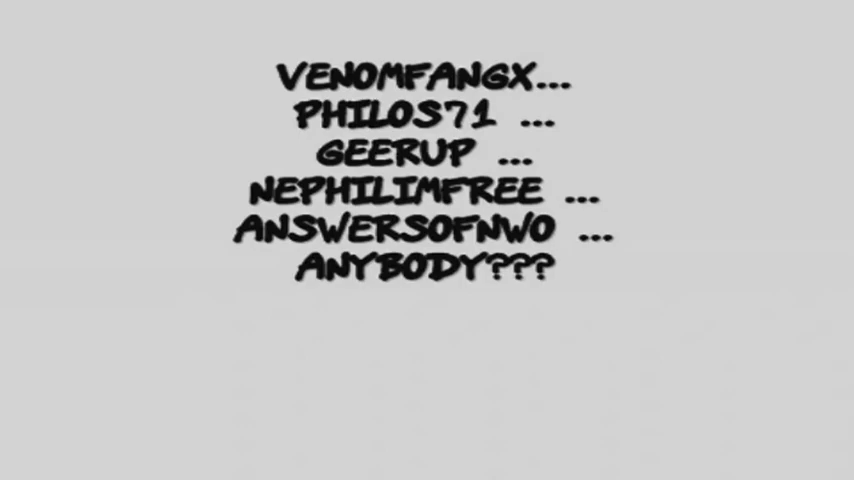 VENOMFANGX...
PHILOS71 ...
GEERUP ...
NEPHILIMFREE ...
ANSWERSOFNWO ...
ANYBODY???